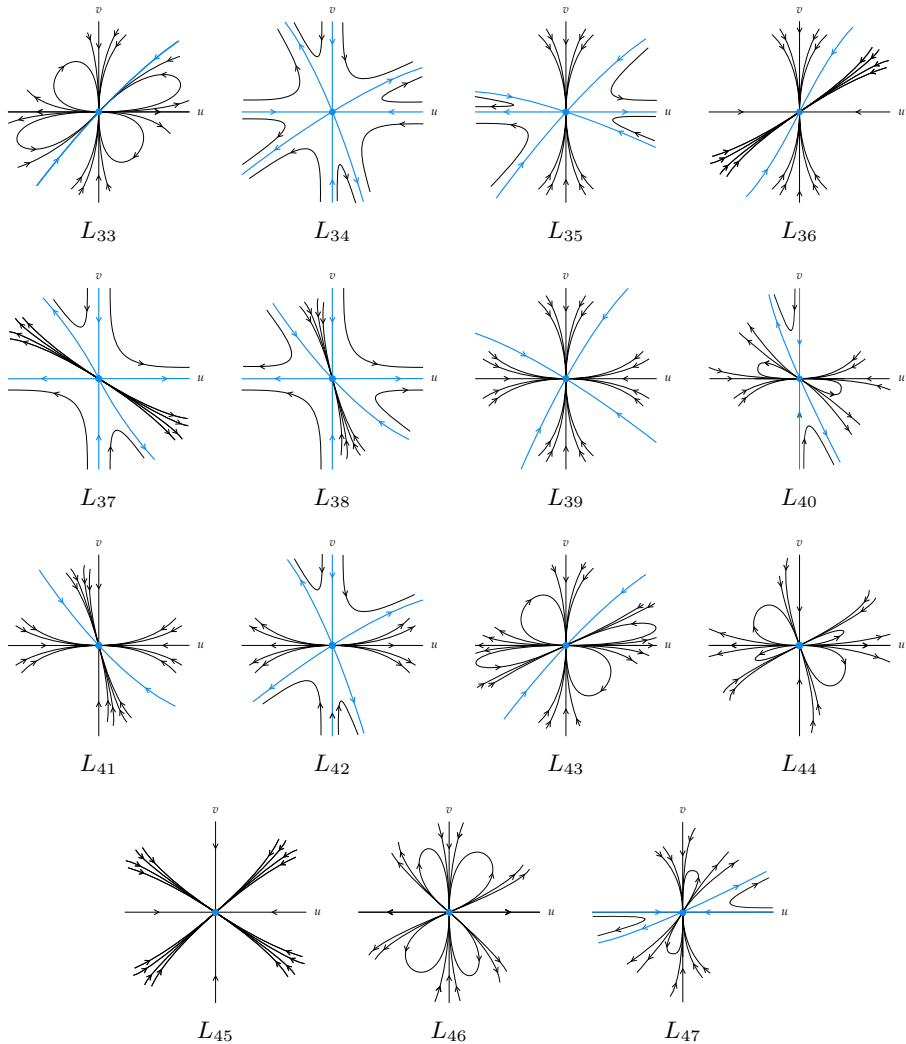 v v v v
u u u u
L33 L34 L35 L36
v v v v
u u u u
L37 L38 L39 L40
v v v v
u u u u
L41 L42 L43 L44
v v v
u u u
L45 L46 L47